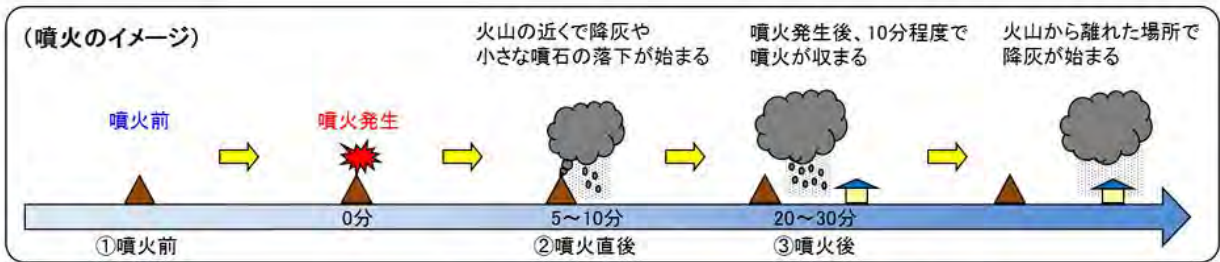 (噴火のイメージ)
火山の近くで降灰や
小さな噴石の落下が始まる
噴火発生後、10分程度で
噴火が収まる
火山から離れた場所で
降灰が始まる
噴火前
噴火発生
0分
5～10分
20～30分
①噴火前
②噴火直後
③噴火後